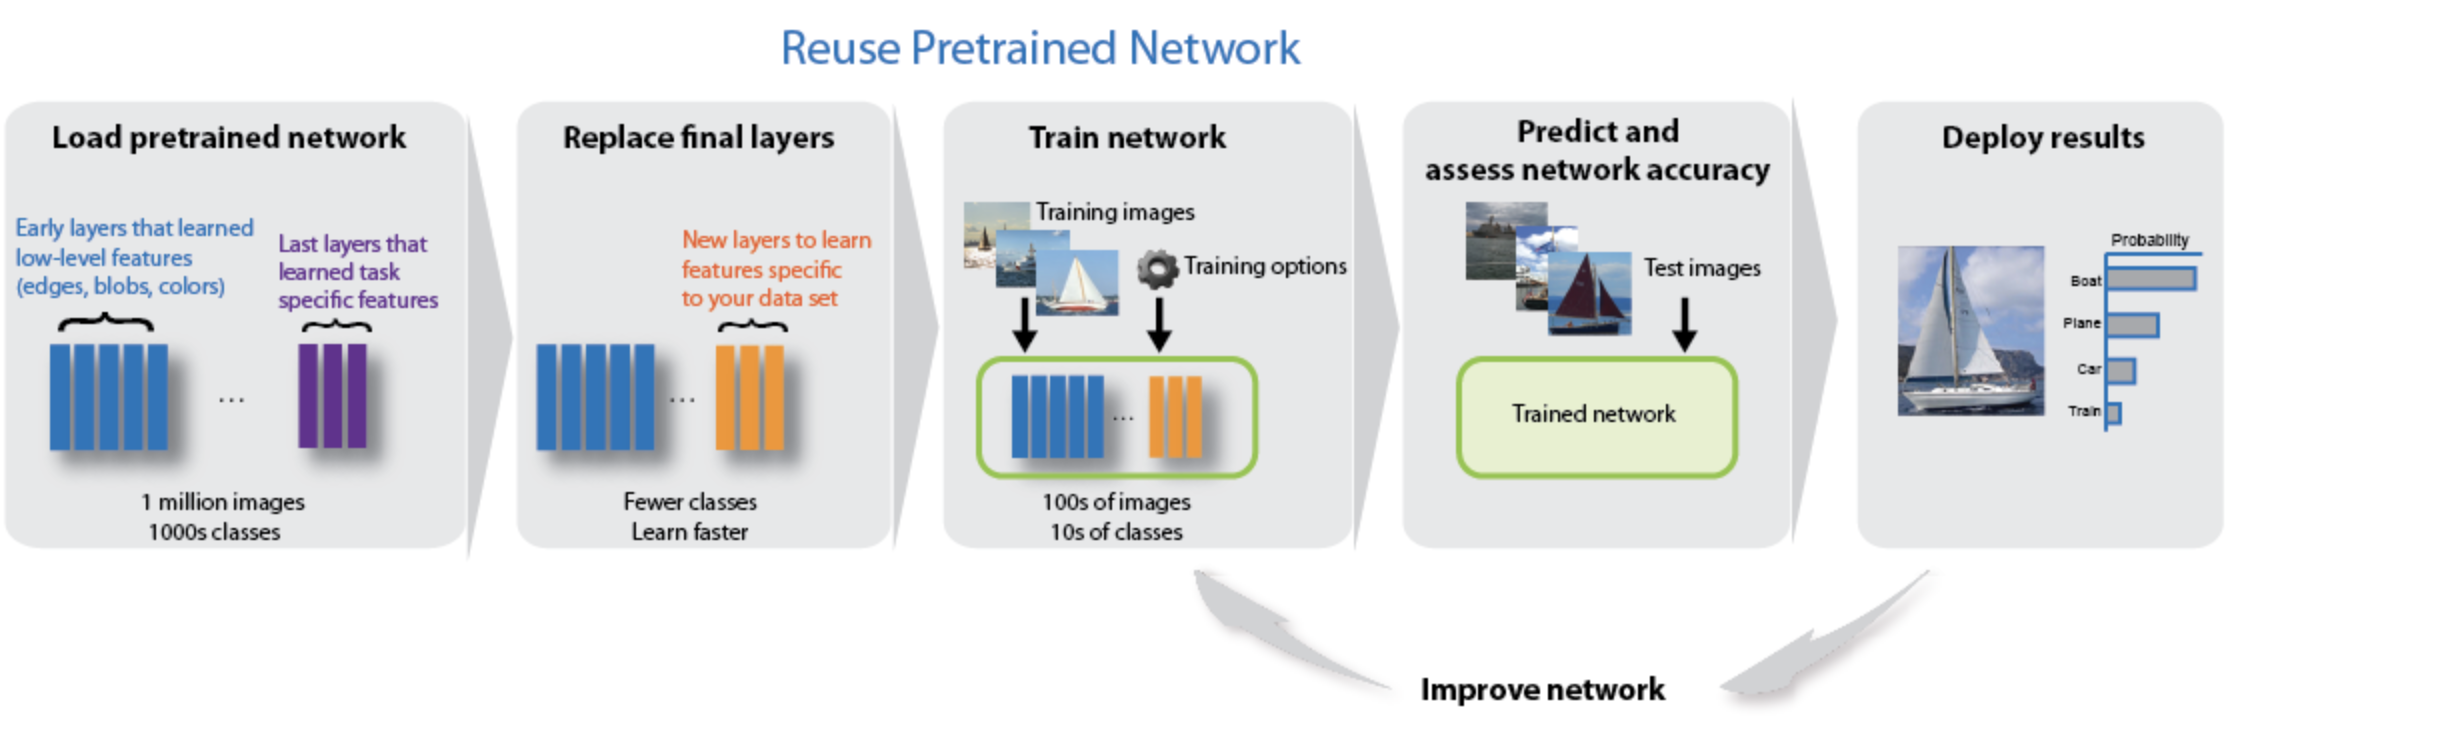 Reuse Pretrained Network
Load pretrained network
Early layers that learned
low-level features
(edges, blobs, colors)
Last layers that
learned task
specific features
...
1 million images
1000s classes
Replace final layers
New layers to learn
features specific
to your data set
...
Fewer classes
Learn faster
Train network
Training images
Training options
...
100s of images
10s of classes
Predict and
assess network accuracy
Test images
Trained network
Deploy results
Probability
Boat
Plane
Car
Train
Improve network